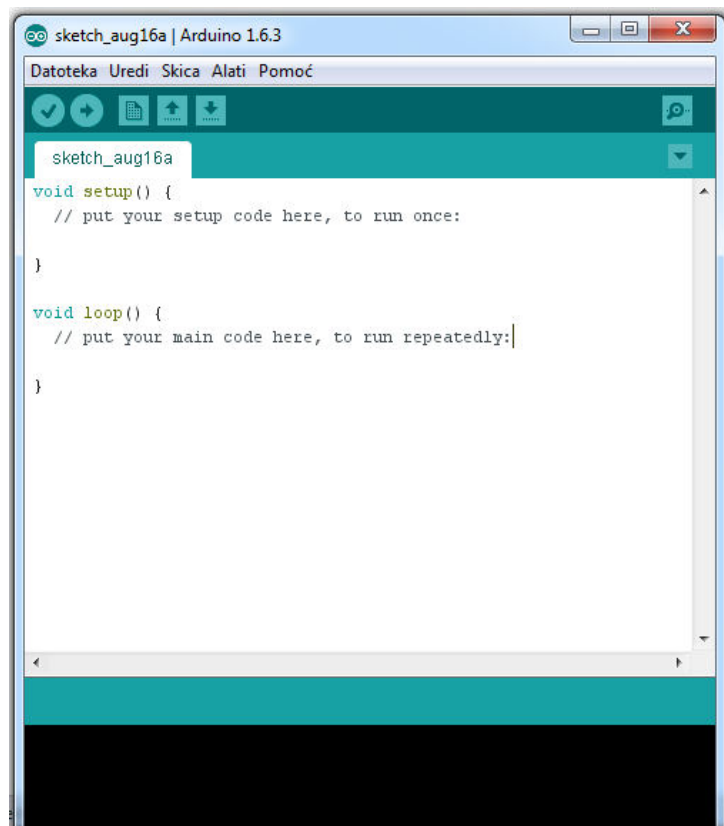 sketch_aug16a | Arduino 1.6.3
Datoteka Uredi Skica Alati Pomoć
sketch_aug16a
void setup() {
  // put your setup code here, to run once:
}
void loop() {
  // put your main code here, to run repeatedly:
}